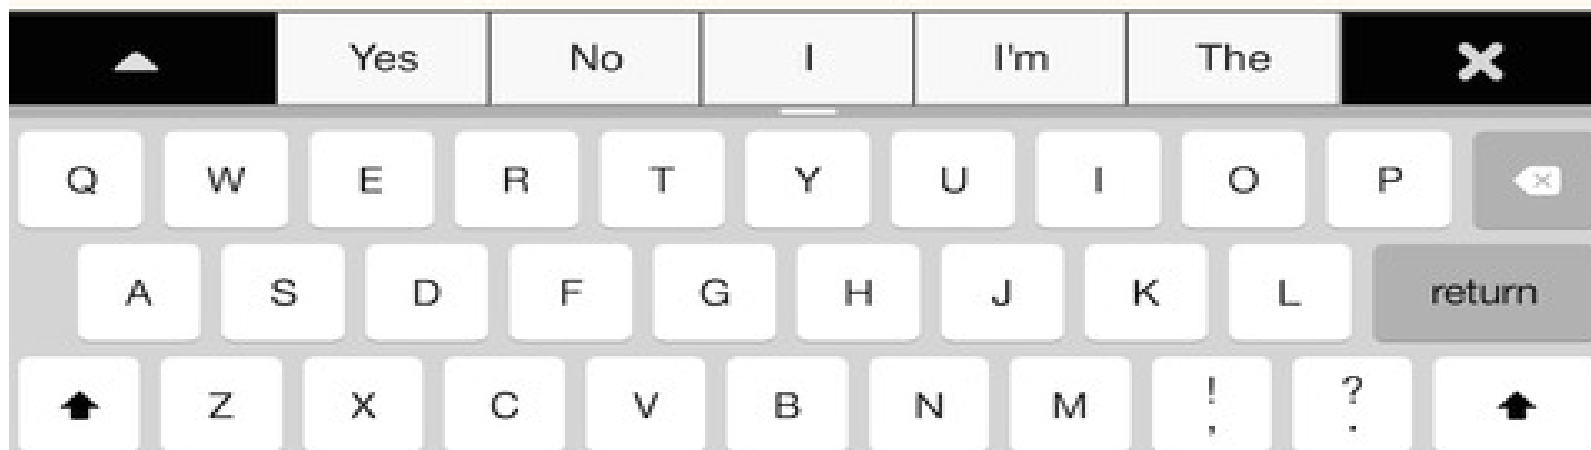 Yes No I I'm The
Q W E R T Y U I O P
A S D F G H J K L return
Z X C V B N M ! ?
, .